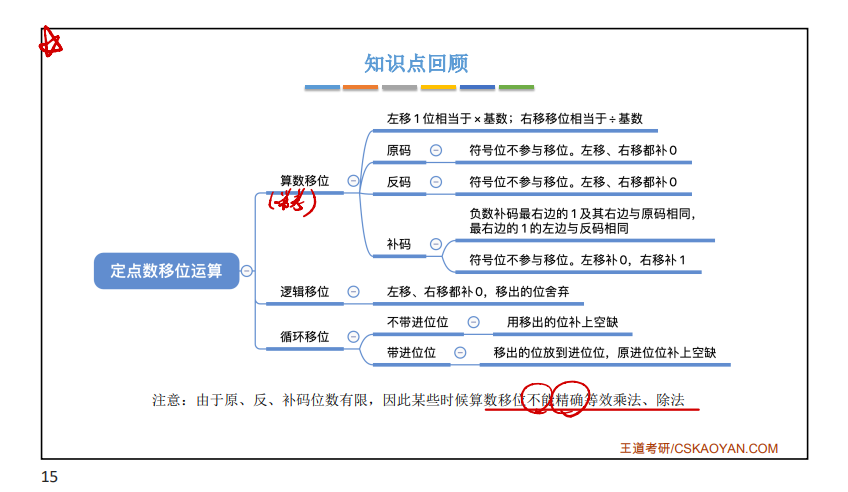 知识点回顾
左移1位相当于×基数；右移移位相当于÷基数
原码
符号位不参与移位。左移、右移都补0
算数移位
反码
符号位不参与移位。左移、右移都补0
负数补码最右边的1及其右边与原码相同，
最右边的1的左边与反码相同
补码
符号位不参与移位。左移补0，右移补1
定点数移位运算
逻辑移位
左移、右移都补0，移出的位舍弃
循环移位
不带进位位
用移出的位补上空缺
带进位位
移出的位放到进位位，原进位位补上空缺
注意：由于原、反、补码位数有限，因此某些时候算数移位不能精确等效乘法、除法
王道考研/CSKAOYAN.COM
15